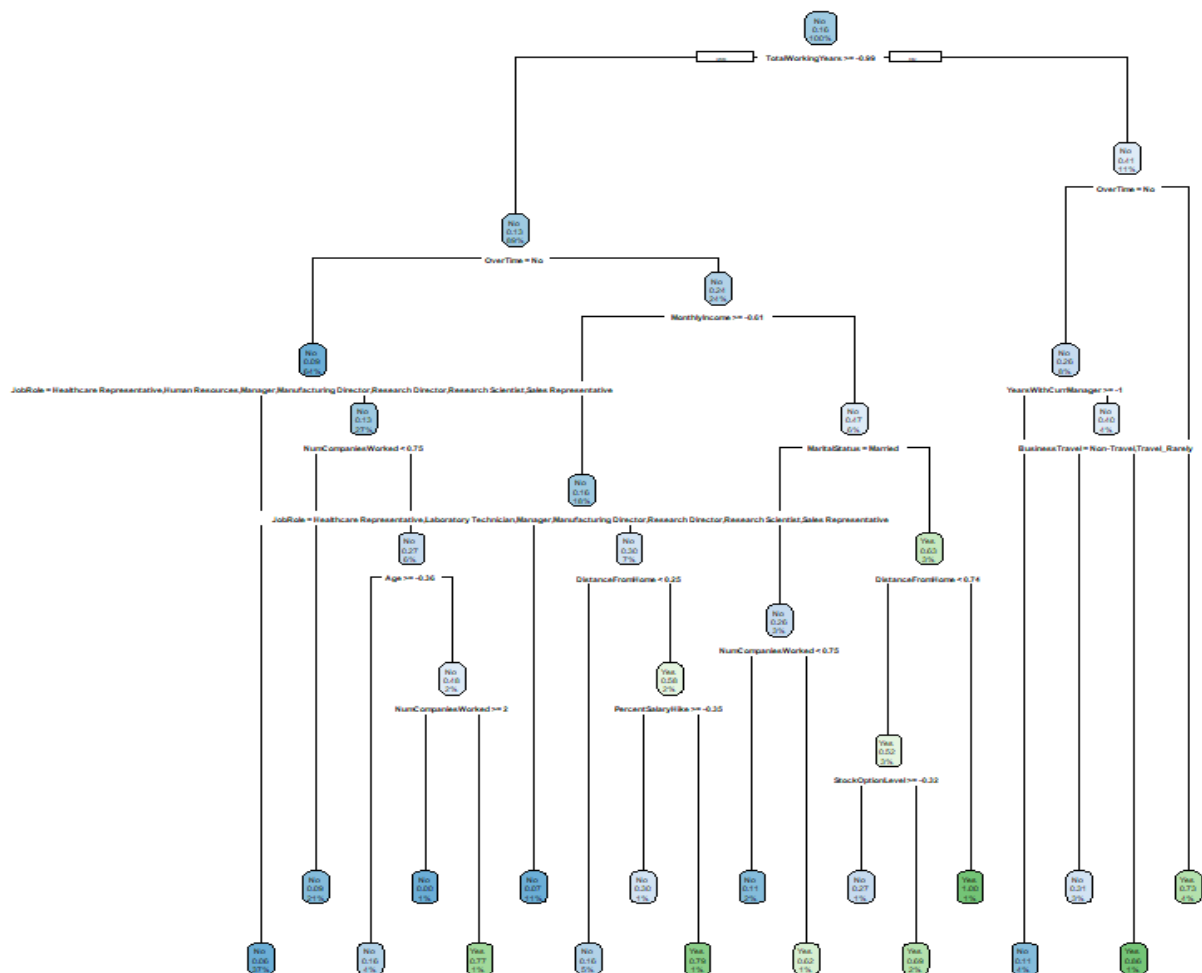 No
0.16
100%
TotalWorkingYears >= -0.99
No
0.41
11%
OverTime = No
No
0.13
89%
OverTime = No
No
0.24
24%
MonthlyIncome >= -0.61
No
0.09
64%
No
0.26
8%
JobRole = Healthcare Representative,Human Resources,Manager,Manufacturing Director,Research Director,Research Scientist,Sales Representative
YearsWithCurrManager >= -1
No
0.13
27%
No
0.47
6%
No
0.40
4%
NumCompaniesWorked < 0.75
MaritalStatus = Married
BusinessTravel = Non-Travel,Travel_Rarely
No
0.16
18%
JobRole = Healthcare Representative,Laboratory Technician,Manager,Manufacturing Director,Research Director,Research Scientist,Sales Representative
No
0.27
6%
No
0.30
7%
Yes
0.63
3%
Age >= -0.36
DistanceFromHome < 0.25
DistanceFromHome < 0.74
No
0.26
3%
NumCompaniesWorked < 0.75
No
0.48
2%
Yes
0.58
2%
NumCompaniesWorked >= 2
PercentSalaryHike >= -0.35
Yes
0.52
3%
StockOptionLevel >= -0.32
No
0.09
21%
No
0.00
1%
No
0.07
11%
No
0.30
1%
No
0.11
2%
No
0.27
1%
Yes
1.00
1%
No
0.31
3%
Yes
0.73
4%
No
0.06
37%
No
0.16
4%
Yes
0.77
1%
No
0.16
5%
Yes
0.79
1%
Yes
0.62
1%
Yes
0.69
2%
No
0.11
4%
Yes
0.86